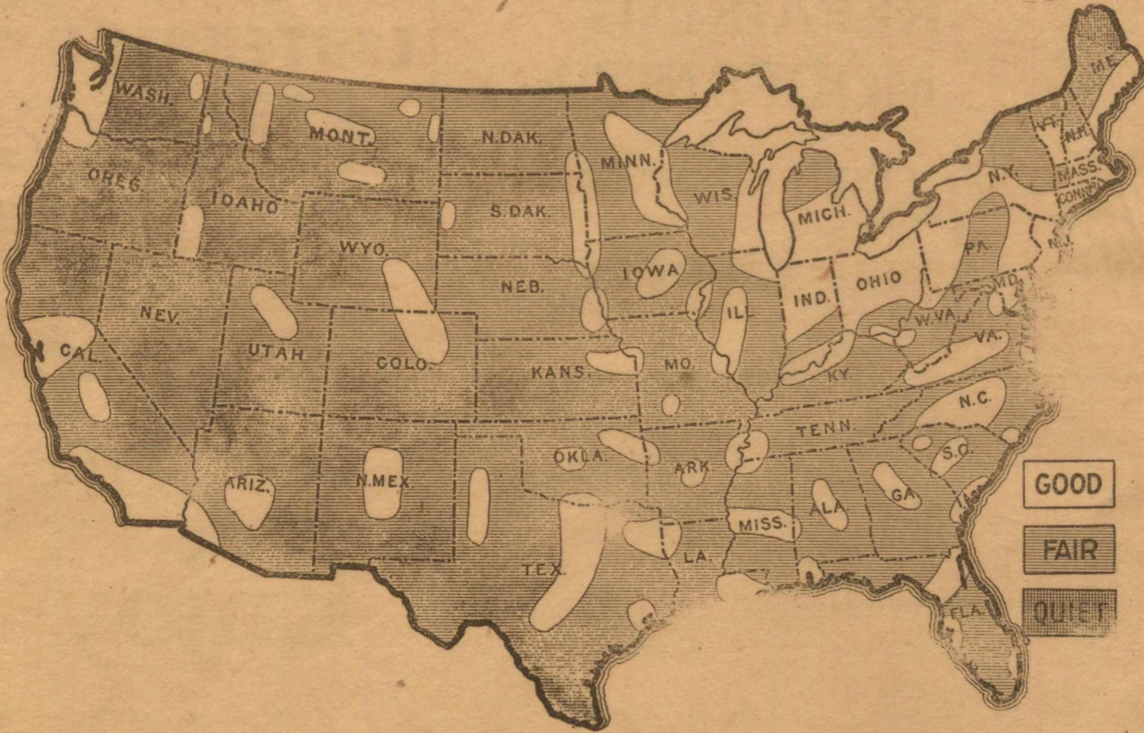 WASH.
MONT.
N.DAK.
MINN.
ME.
VT.
N.H.
MASS.
CONN.
N.Y.
OREG.
IDAHO
S.DAK.
WIS.
MICH.
WYO.
PA.
N.J.
IOWA
NEB.
IND.
OHIO
MD.
NEV.
ILL.
W.VA.
VA.
CAL.
UTAH
COLO.
KANS.
MO.
KY.
N.C.
TENN.
S.C.
OKLA.
ARK.
ARIZ.
N.MEX.
GA.
ALA.
MISS.
TEX.
LA.
FLA.
GOOD
FAIR
QUIET